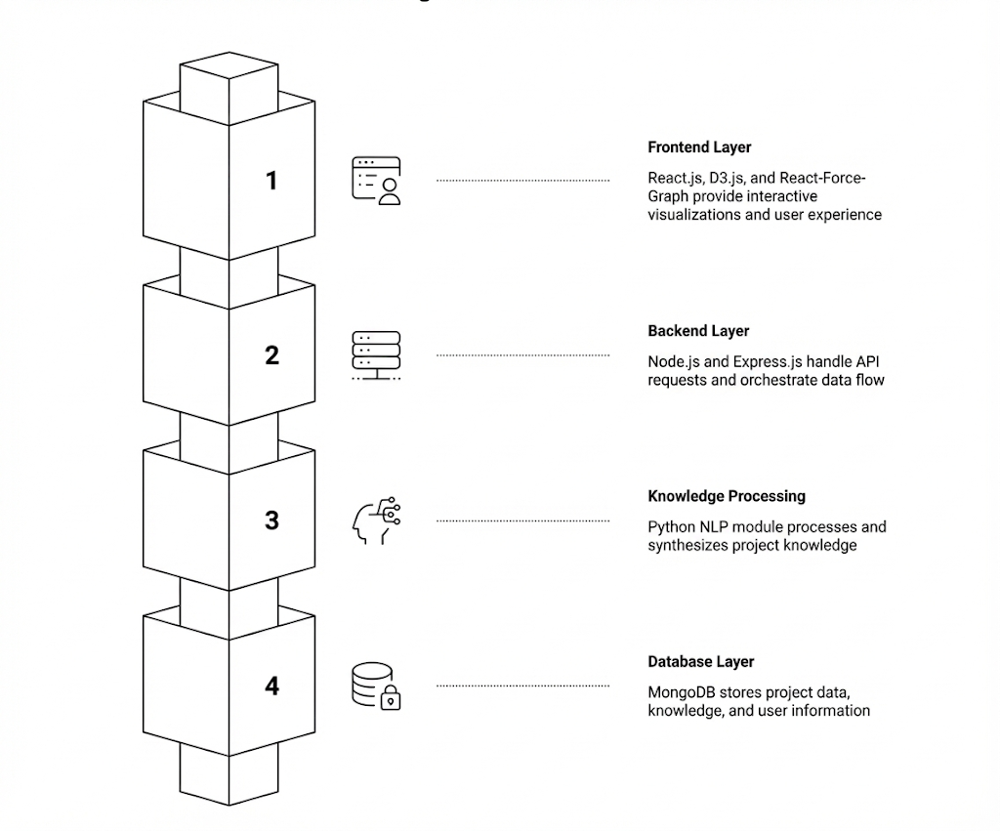 1
Frontend Layer
React.js, D3.js, and React-Force-
Graph provide interactive
visualizations and user experience
2
Backend Layer
Node.js and Express.js handle API
requests and orchestrate data flow
3
Knowledge Processing
Python NLP module processes and
synthesizes project knowledge
4
Database Layer
MongoDB stores project data,
knowledge, and user information